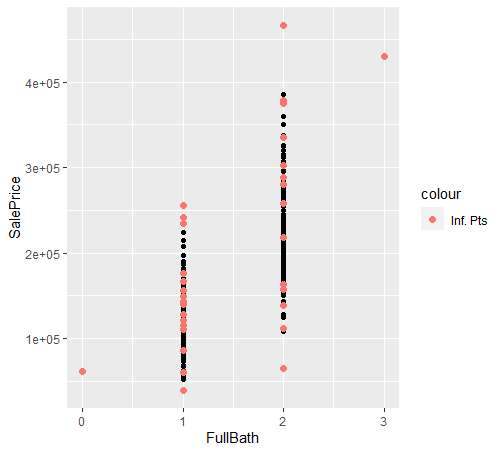 4e+05
3e+05
2e+05
1e+05
SalePrice
0 1 2 3
FullBath
colour
Inf. Pts